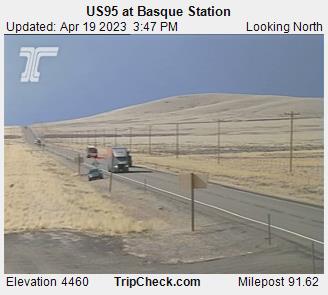 US95 at Basque Station
Updated: Apr 19 2023 3:47 PM Looking North
Elevation 4460 TripCheck.com Milepost 91.62